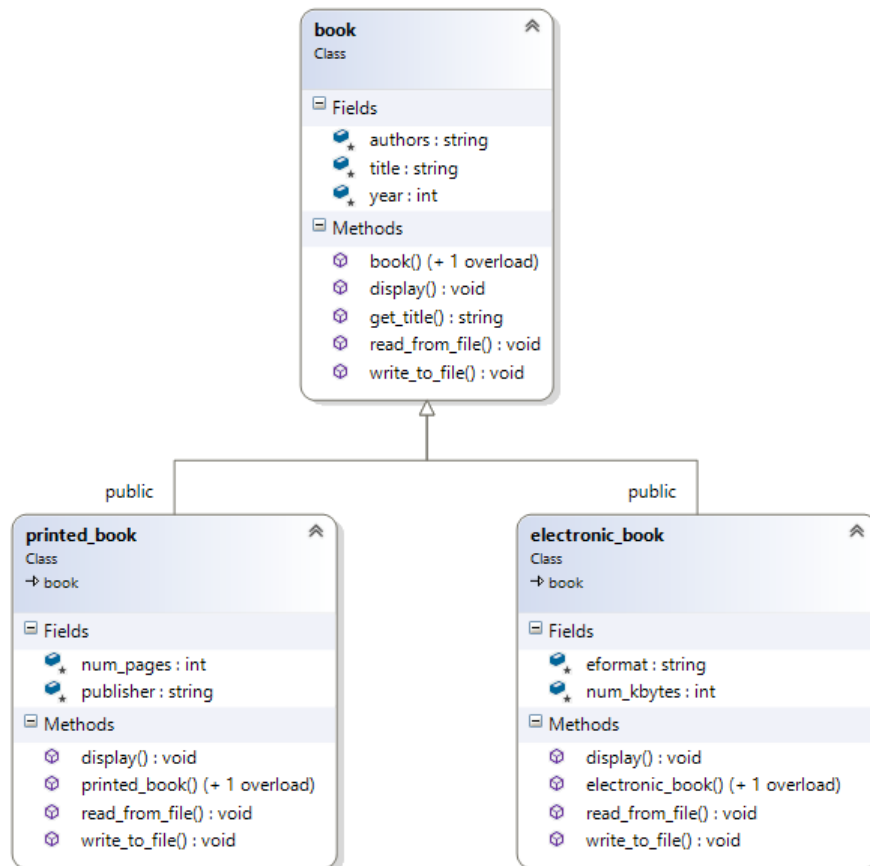 book
Class
Fields
authors : string
title : string
year : int
Methods
book() (+ 1 overload)
display() : void
get_title() : string
read_from_file() : void
write_to_file() : void
public
public
printed_book
Class
book
Fields
num_pages : int
publisher : string
Methods
display() : void
printed_book() (+ 1 overload)
read_from_file() : void
write_to_file() : void
electronic_book
Class
book
Fields
eformat : string
num_kbytes : int
Methods
display() : void
electronic_book() (+ 1 overload)
read_from_file() : void
write_to_file() : void